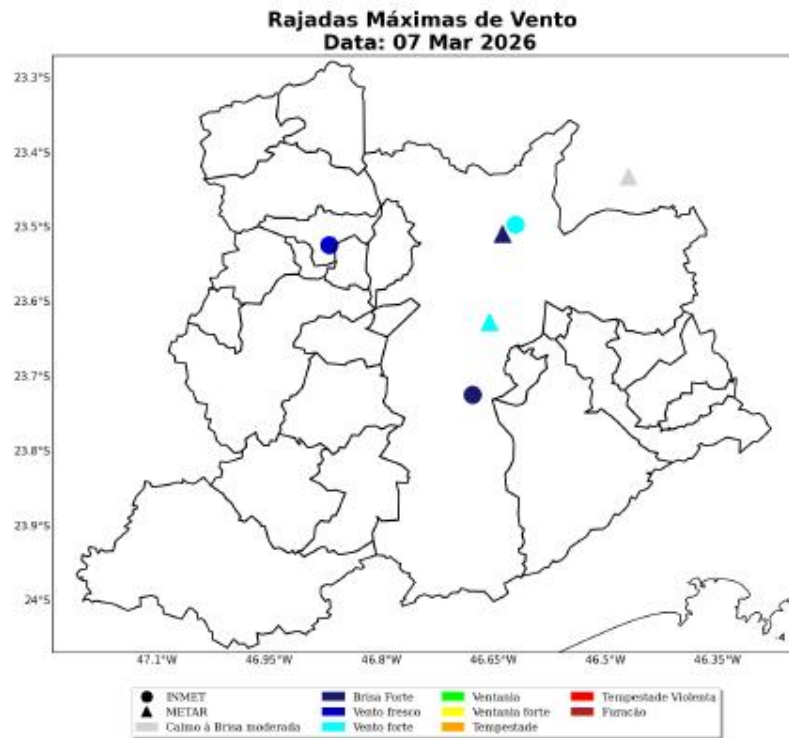 Rajadas Máximas de Vento
Data: 07 Mar 2026
23.3°S
23.4°S
23.5°S
23.6°S
23.7°S
23.8°S
23.9°S
24°S
47.1°W 46.95°W 46.8°W 46.65°W 46.5°W 46.35°W
-4
INMET Brisa Forte Ventania Tempestade Violenta
METAR Vento fresco Ventania forte Furacão
Calmo à Brisa moderada Vento forte Tempestade